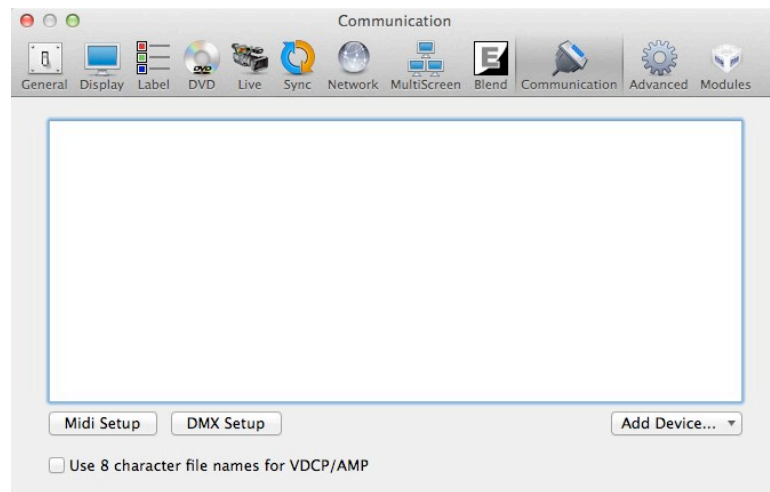 Communication
General Display Label DVD Live Sync Network MultiScreen Blend Communication Advanced Modules
Midi Setup DMX Setup Add Device...
Use 8 character file names for VDCP/AMP